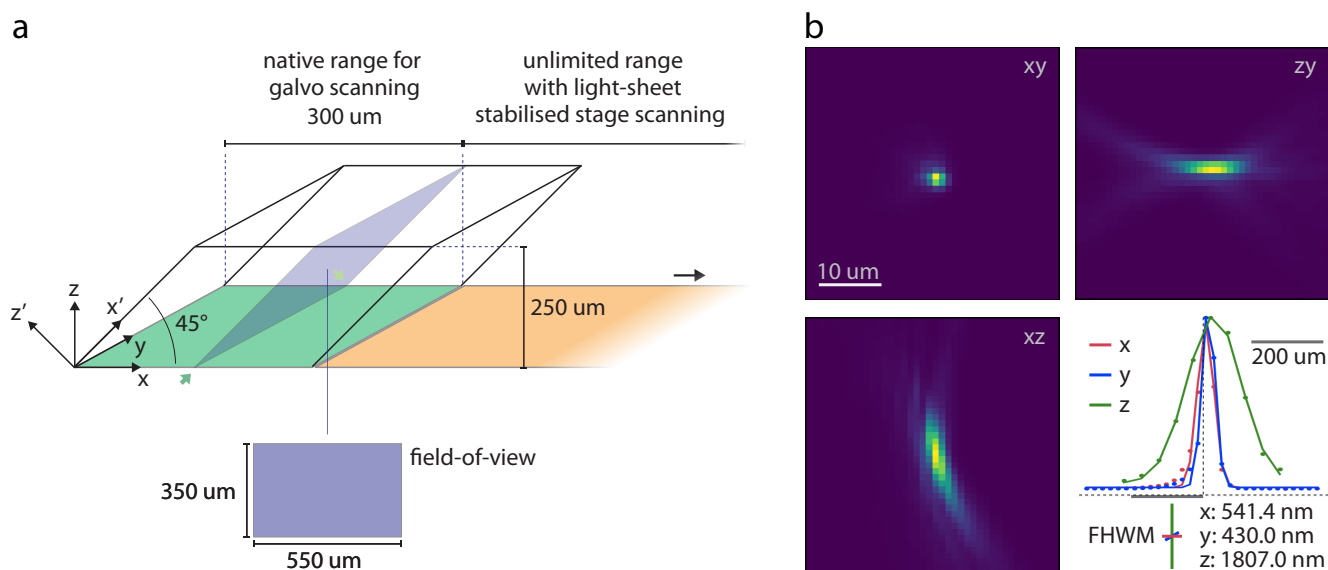 a
native range for
galvo scanning
300 um
unlimited range
with light-sheet
stabilised stage scanning
z'
z
x'
45°
y
x
250 um
350 um
field-of-view
550 um
b
xy
10 um
zy
xz
x
y
z
200 um
FHWM
x: 541.4 nm
y: 430.0 nm
z: 1807.0 nm